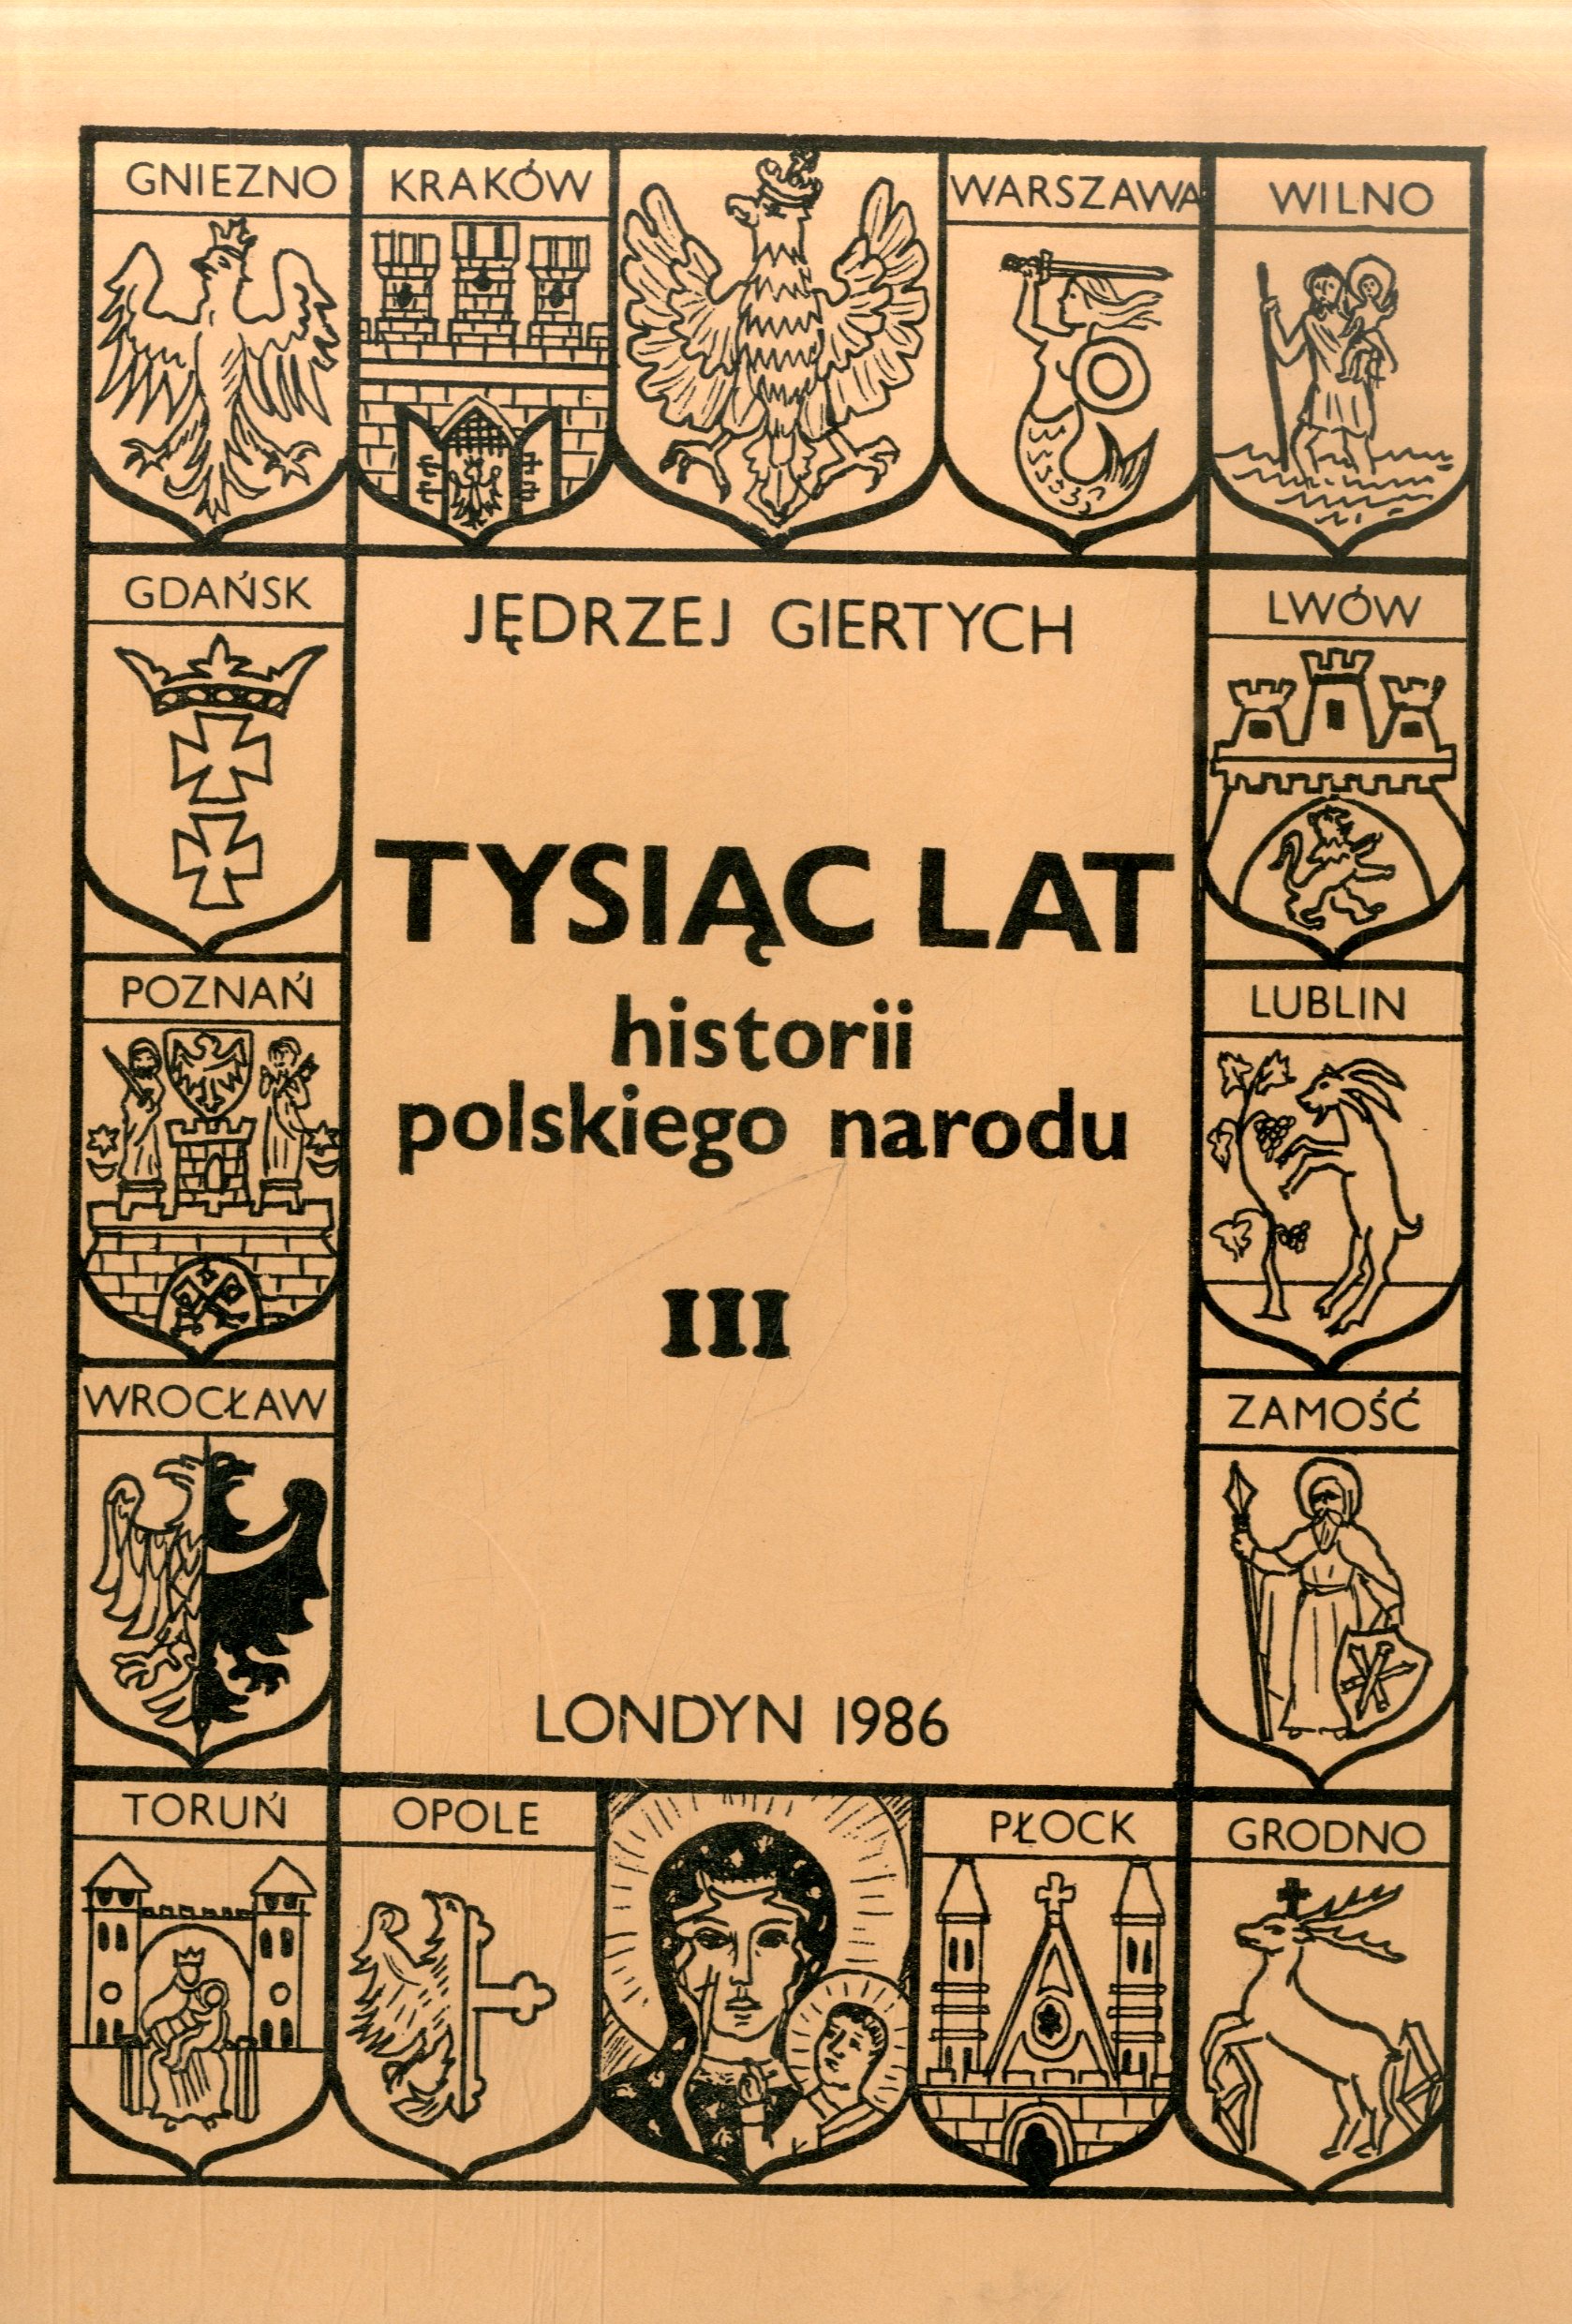 GNIEZNO
KRAKÓW
WARSZAWA
WILNO
GDAŃSK
JĘDRZEJ GIERTYCH
LWÓW
TYSIĄC LAT
historii
polskiego narodu
III
POZNAŃ
LUBLIN
WROCŁAW
ZAMOŚĆ
LONDYN 1986
TORUŃ
OPOLE
PŁOCK
GRODNO